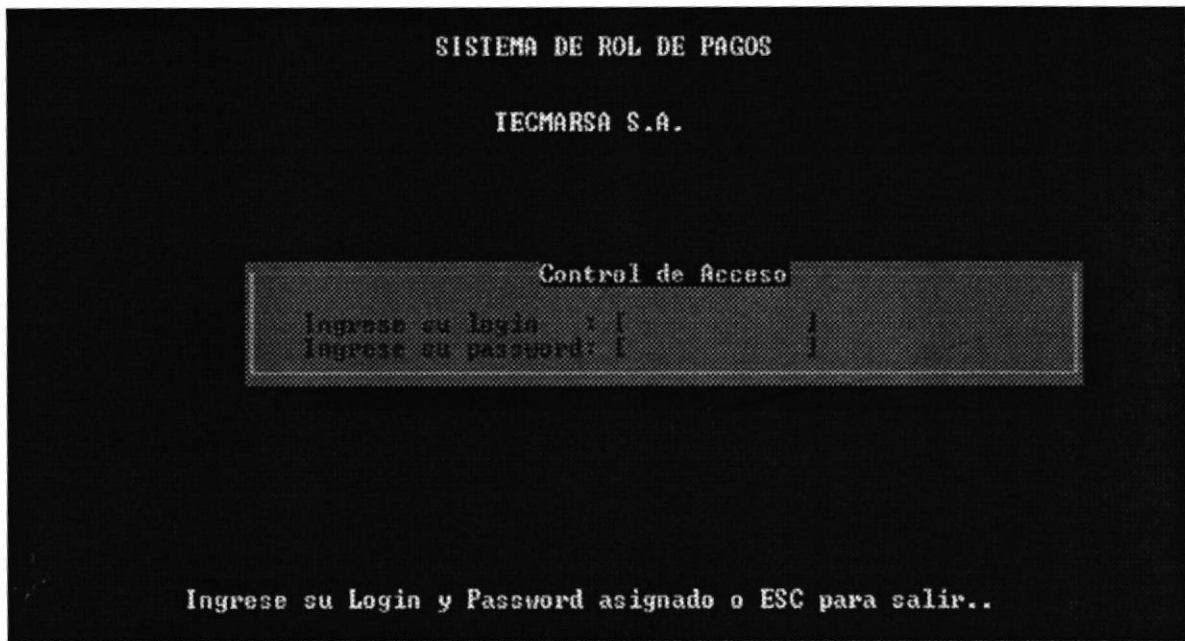 SISTEMA DE ROL DE PAGOS
TECMARSA S.A.
Control de Acceso
Ingrese su login : [ ]
Ingrese su password: [ ]
Ingrese su Login y Password asignado o ESC para salir..